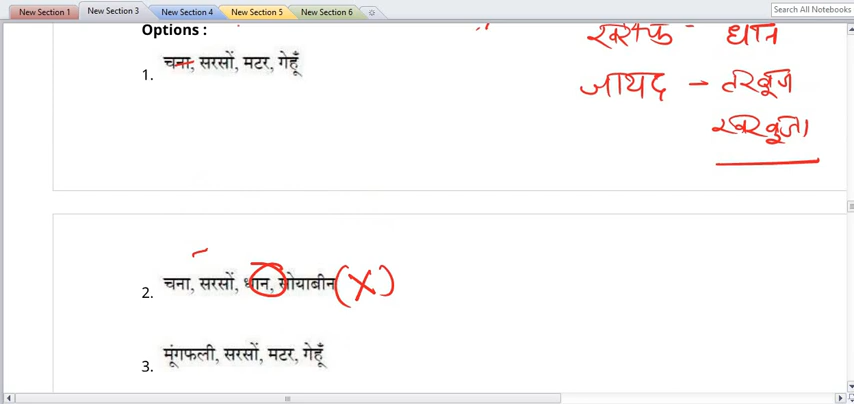 New Section 1 New Section 3 New Section 4 New Section 5 New Section 6
Search All Notebooks
Options :
खरीफ - धान
1. चना, सरसों, मटर, गेहूँ
जायद - तरबूज
खरबूजा
2. चना, सरसों, धान, सोयाबीन (X)
3. मूंगफली, सरसों, मटर, गेहूँ